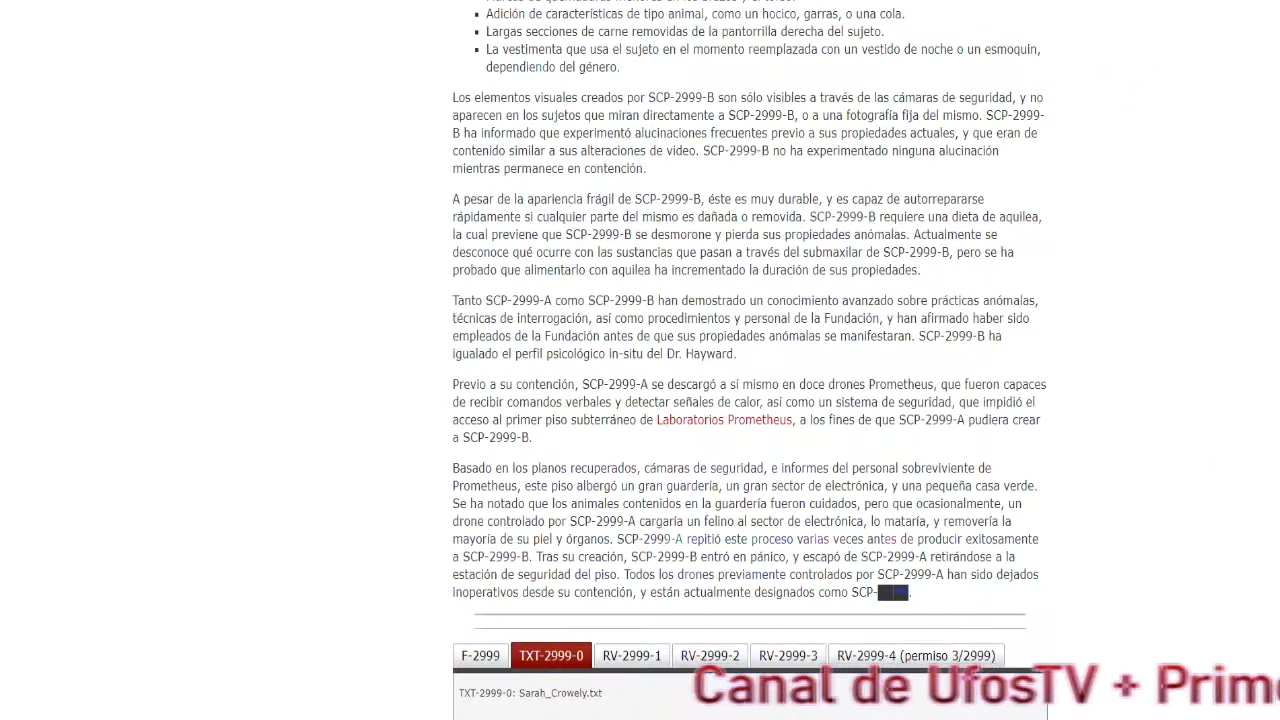 Adición de características de tipo animal, como un hocico, garras, o una cola.
Largas secciones de carne removidas de la pantorrilla derecha del sujeto.
La vestimenta que usa el sujeto en el momento reemplazada con un vestido de noche o un esmoquin,
dependiendo del género.
Los elementos visuales creados por SCP-2999-B son sólo visibles a través de las cámaras de seguridad, y no
aparecen en los sujetos que miran directamente a SCP-2999-B, o a una fotografía fija del mismo. SCP-2999-
B ha informado que experimentó alucinaciones frecuentes previo a sus propiedades actuales, y que eran de
contenido similar a sus alteraciones de video. SCP-2999-B no ha experimentado ninguna alucinación
mientras permanece en contención.
A pesar de la apariencia frágil de SCP-2999-B, éste es muy durable, y es capaz de autorrepararse
rápidamente si cualquier parte del mismo es dañada o removida. SCP-2999-B requiere una dieta de aquilea,
la cual previene que SCP-2999-B se desmorone y pierda sus propiedades anómalas. Actualmente se
desconoce qué ocurre con las sustancias que pasan a través del submaxilar de SCP-2999-B, pero se ha
probado que alimentarlo con aquilea ha incrementado la duración de sus propiedades.
Tanto SCP-2999-A como SCP-2999-B han demostrado un conocimiento avanzado sobre prácticas anómalas,
técnicas de interrogación, así como procedimientos y personal de la Fundación, y han afirmado haber sido
empleados de la Fundación antes de que sus propiedades anómalas se manifestaran. SCP-2999-B ha
igualado el perfil psicológico in-situ del Dr. Hayward.
Previo a su contención, SCP-2999-A se descargó a sí mismo en doce drones Prometheus, que fueron capaces
de recibir comandos verbales y detectar señales de calor, así como un sistema de seguridad, que impidió el
acceso al primer piso subterráneo de Laboratorios Prometheus, a los fines de que SCP-2999-A pudiera crear
a SCP-2999-B.
Basado en los planos recuperados, cámaras de seguridad, e informes del personal sobreviviente de
Prometheus, este piso albergó un gran guardería, un gran sector de electrónica, y una pequeña casa verde.
Se ha notado que los animales contenidos en la guardería fueron cuidados, pero que ocasionalmente, un
drone controlado por SCP-2999-A cargaría un felino al sector de electrónica, lo mataría, y removería la
mayoría de su piel y órganos. SCP-2999-A repitió este proceso varias veces antes de producir exitosamente
a SCP-2999-B. Tras su creación, SCP-2999-B entró en pánico, y escapó de SCP-2999-A retirándose a la
estación de seguridad del piso. Todos los drones previamente controlados por SCP-2999-A han sido dejados
inoperativos desde su contención, y están actualmente designados como SCP-    .
F-2999 TXT-2999-0 RV-2999-1 RV-2999-2 RV-2999-3 RV-2999-4 (permiso 3/2999)
TXT-2999-0: Sarah_Crowely.txt
Canal de UfosTV + Prime